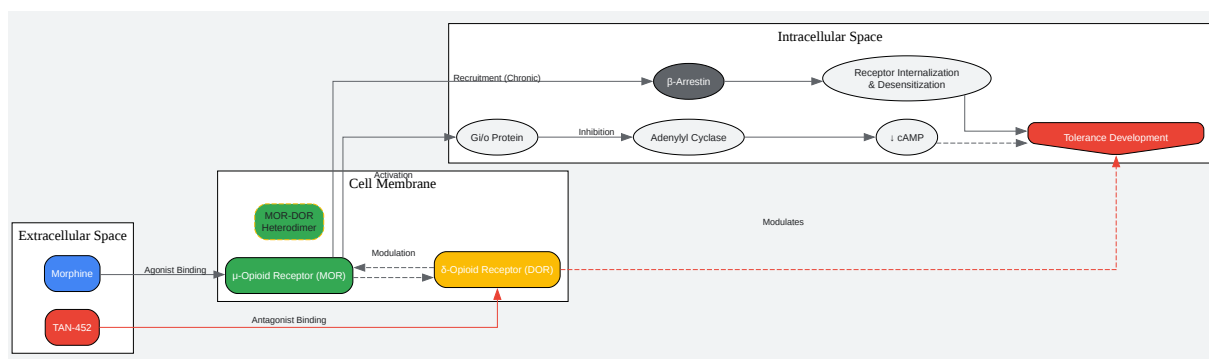 Intracellular Space
Recruitment (Chronic)
β-Arrestin
Receptor Internalization
& Desensitization
Gi/o Protein
Inhibition
Adenylyl Cyclase
↓ cAMP
Tolerance Development
Activation
Cell Membrane
MOR-DOR
Heterodimer
Modulation
μ-Opioid Receptor (MOR)
δ-Opioid Receptor (DOR)
Modulates
Extracellular Space
Morphine
Agonist Binding
TAN-452
Antagonist Binding